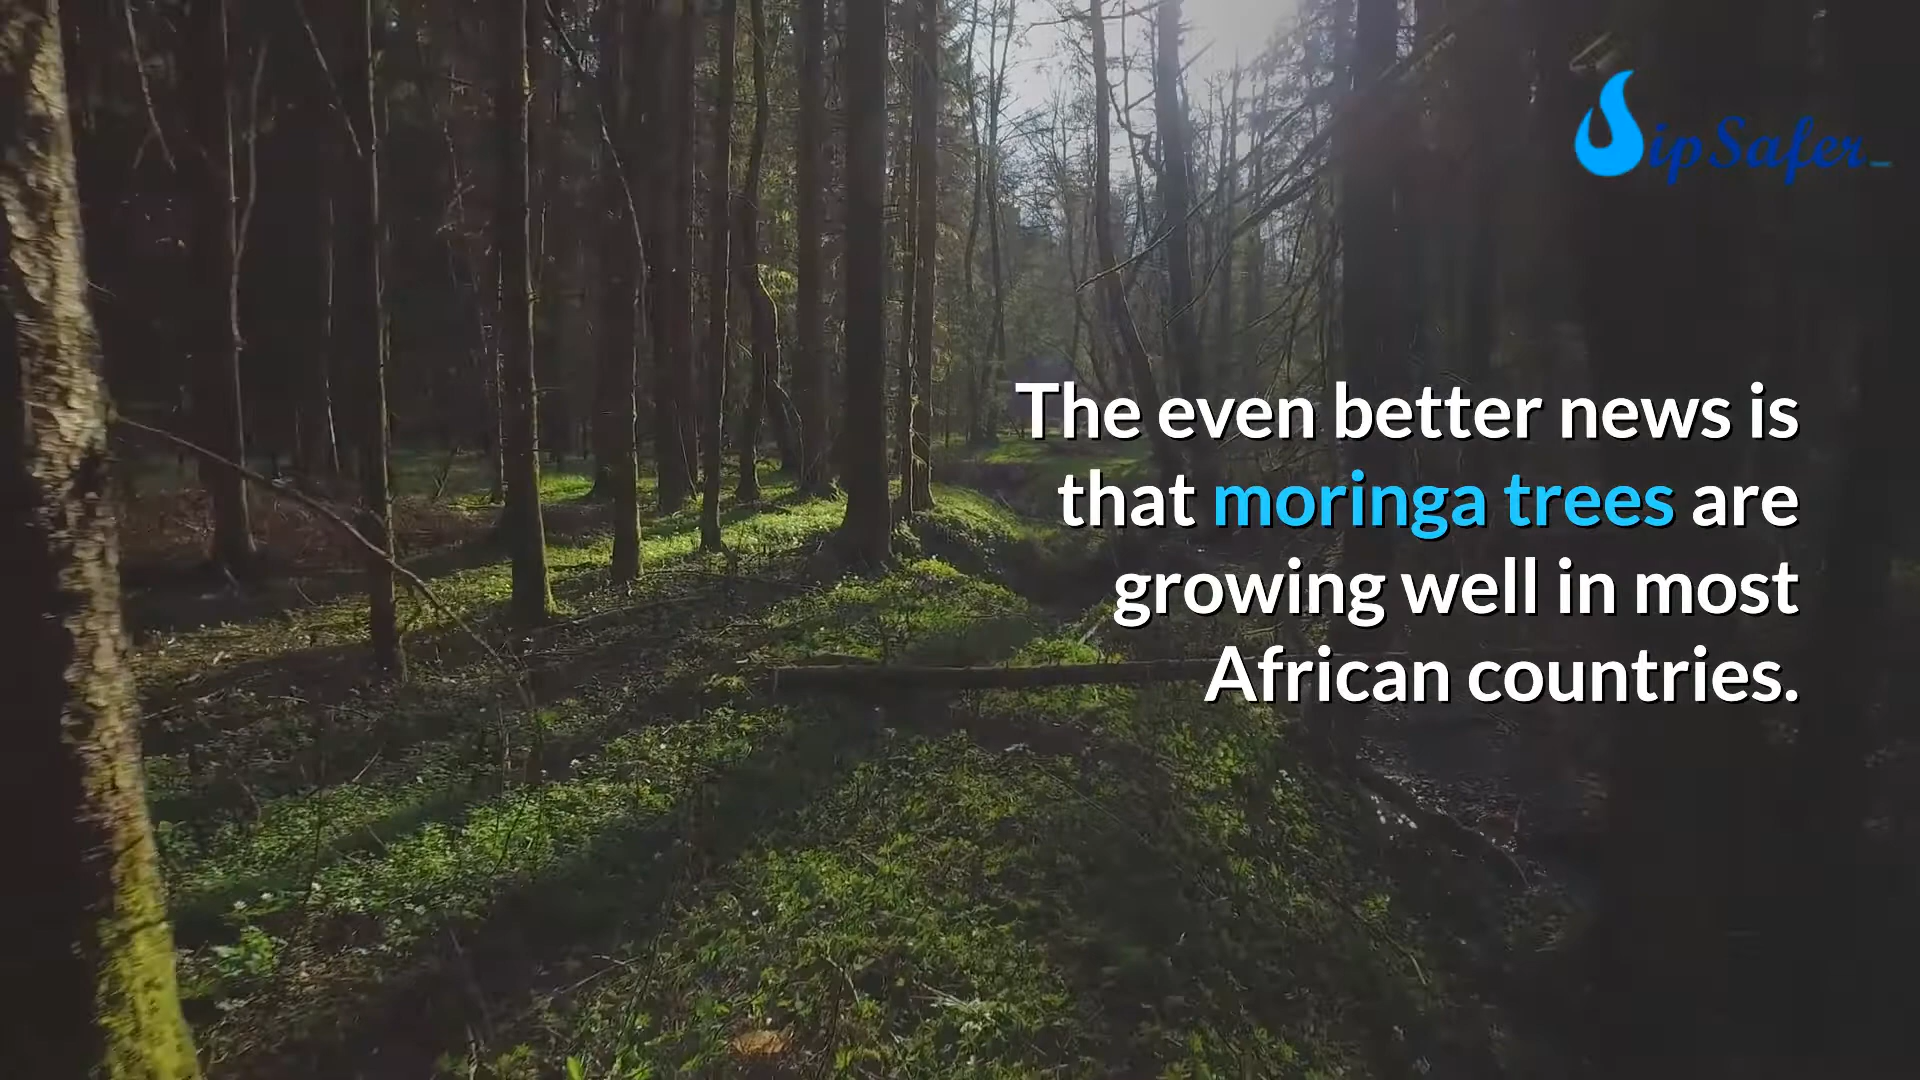 SipSafer
The even better news is
that moringa trees are
growing well in most
African countries.